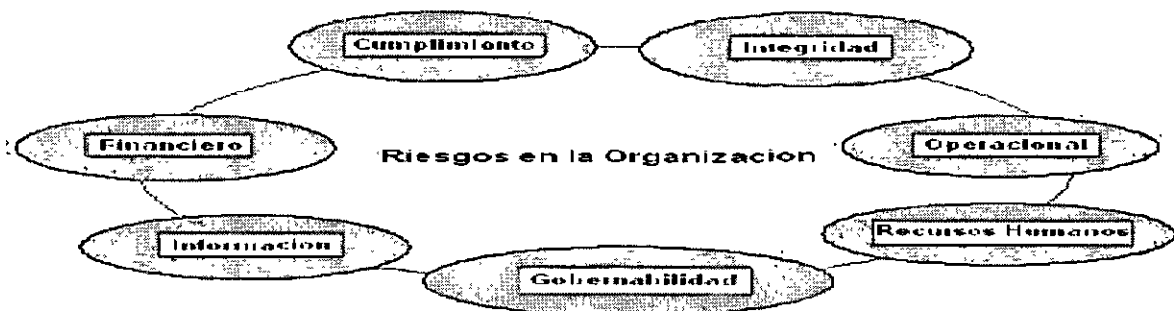 Cumplimiento
Integridad
Financiero
Riesgos en la Organizacion
Operacional
Informacion
Recursos Humanos
Gobernabilidad